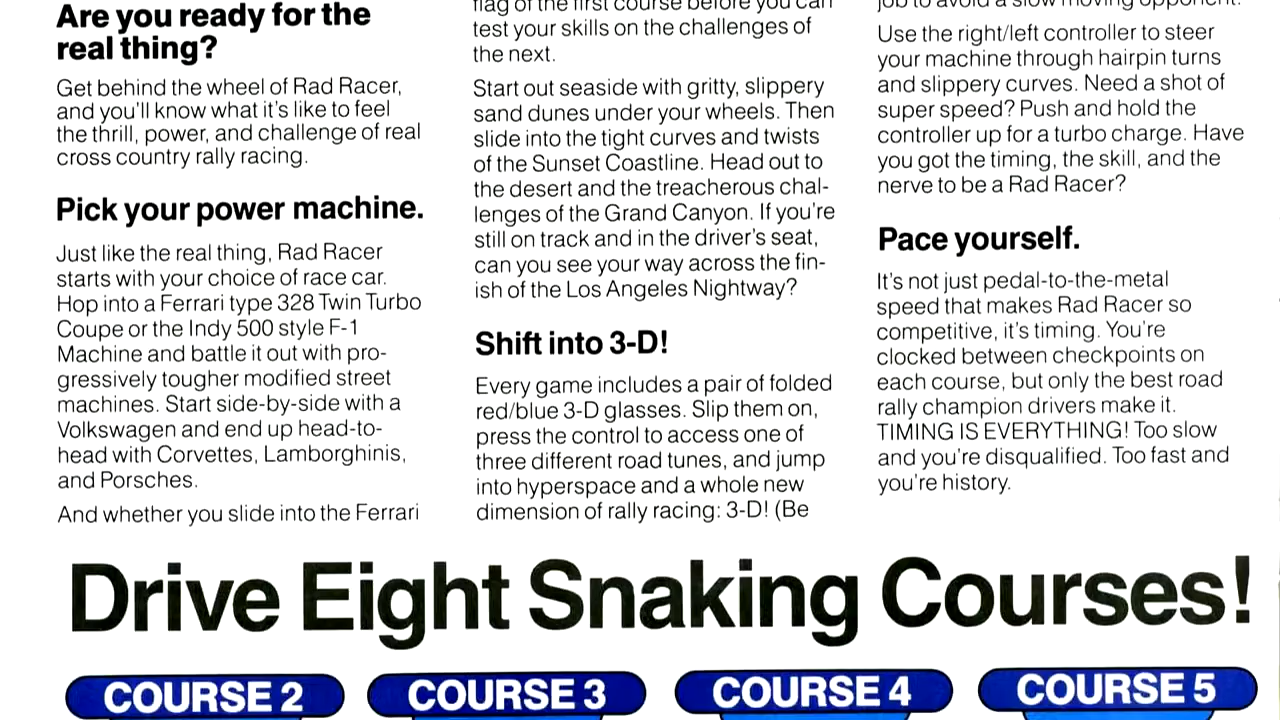 Are you ready for the
real thing?
Get behind the wheel of Rad Racer,
and you'll know what it's like to feel
the thrill, power, and challenge of real
cross country rally racing.
Pick your power machine.
Just like the real thing, Rad Racer
starts with your choice of race car.
Hop into a Ferrari type 328 Twin Turbo
Coupe or the Indy 500 style F-1
Machine and battle it out with pro-
gressively tougher modified street
machines. Start side-by-side with a
Volkswagen and end up head-to-
head with Corvettes, Lamborghinis,
and Porsches.
And whether you slide into the Ferrari
flag of the first course before you can
test your skills on the challenges of
the next.
Start out seaside with gritty, slippery
sand dunes under your wheels. Then
slide into the tight curves and twists
of the Sunset Coastline. Head out to
the desert and the treacherous chal-
lenges of the Grand Canyon. If you're
still on track and in the driver's seat,
can you see your way across the fin-
ish of the Los Angeles Nightway?
Shift into 3-D!
Every game includes a pair of folded
red/blue 3-D glasses. Slip them on,
press the control to access one of
three different road tunes, and jump
into hyperspace and a whole new
dimension of rally racing: 3-D! (Be
job to avoid a slow moving opponent.
Use the right/left controller to steer
your machine through hairpin turns
and slippery curves. Need a shot of
super speed? Push and hold the
controller up for a turbo charge. Have
you got the timing, the skill, and the
nerve to be a Rad Racer?
Pace yourself.
It's not just pedal-to-the-metal
speed that makes Rad Racer so
competitive, it's timing. You're
clocked between checkpoints on
each course, but only the best road
rally champion drivers make it.
TIMING IS EVERYTHING! Too slow
and you're disqualified. Too fast and
you're history.
Drive Eight Snaking Courses!
COURSE 2
COURSE 3
COURSE 4
COURSE 5